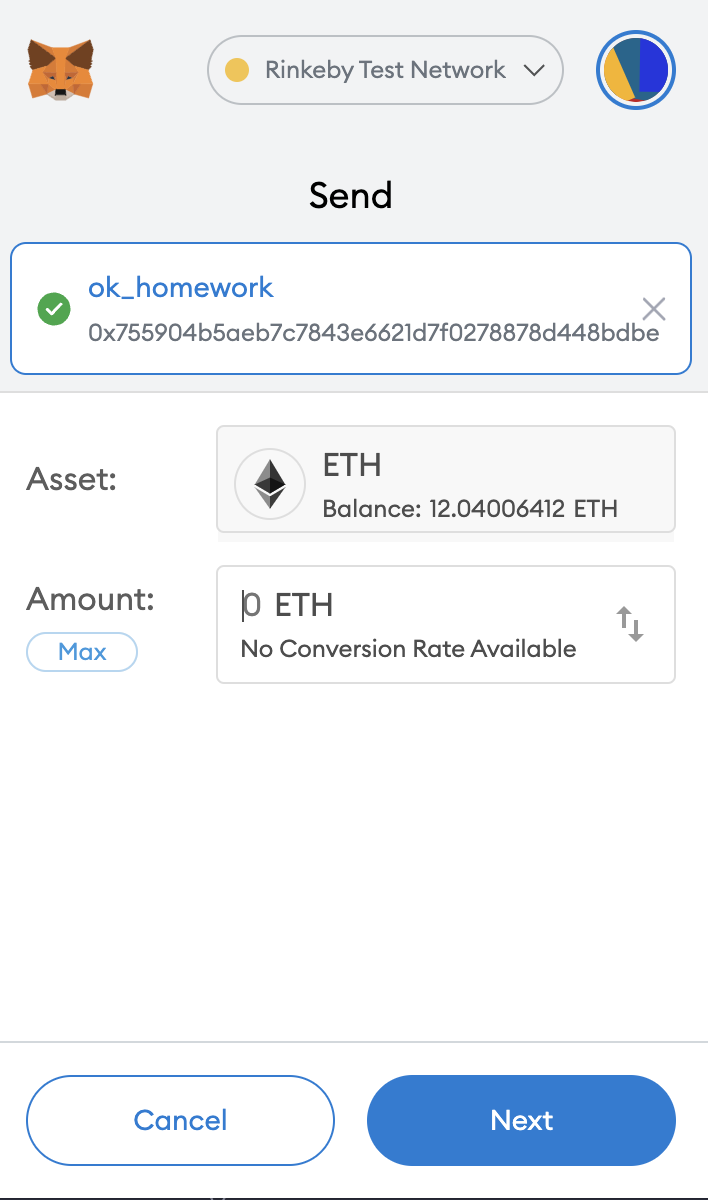 Rinkeby Test Network
Send
ok_homework
0x755904b5aeb7c7843e6621d7f0278878d448bdbe
Asset:
ETH
Balance: 12.04006412 ETH
Amount:
0 ETH
Max
No Conversion Rate Available
Cancel
Next